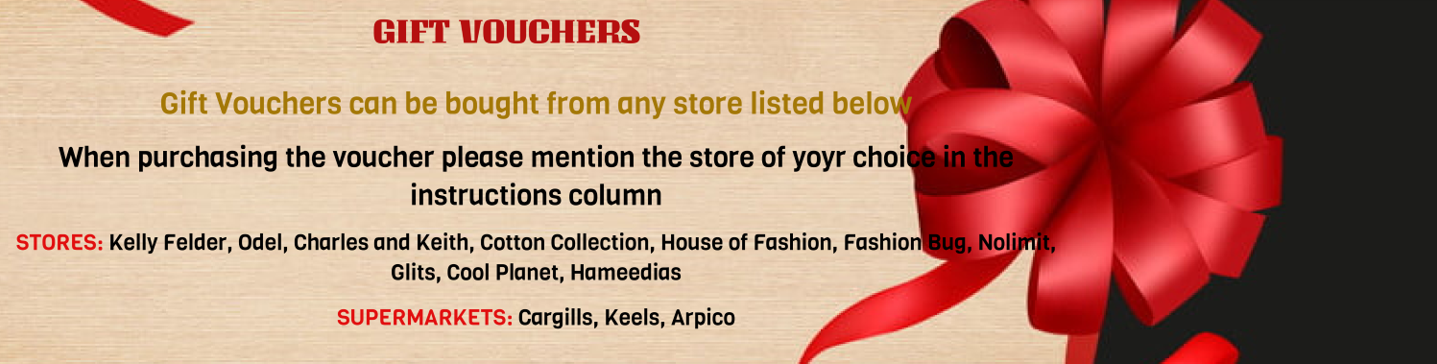 GIFT VOUCHERS
Gift Vouchers can be bought from any store listed below
When purchasing the voucher please mention the store of yoyr choice in the
instructions column
STORES: Kelly Felder, Odel, Charles and Keith, Cotton Collection, House of Fashion, Fashion Bug, Nolimit,
Glits, Cool Planet, Hameedias
SUPERMARKETS: Cargills, Keels, Arpico